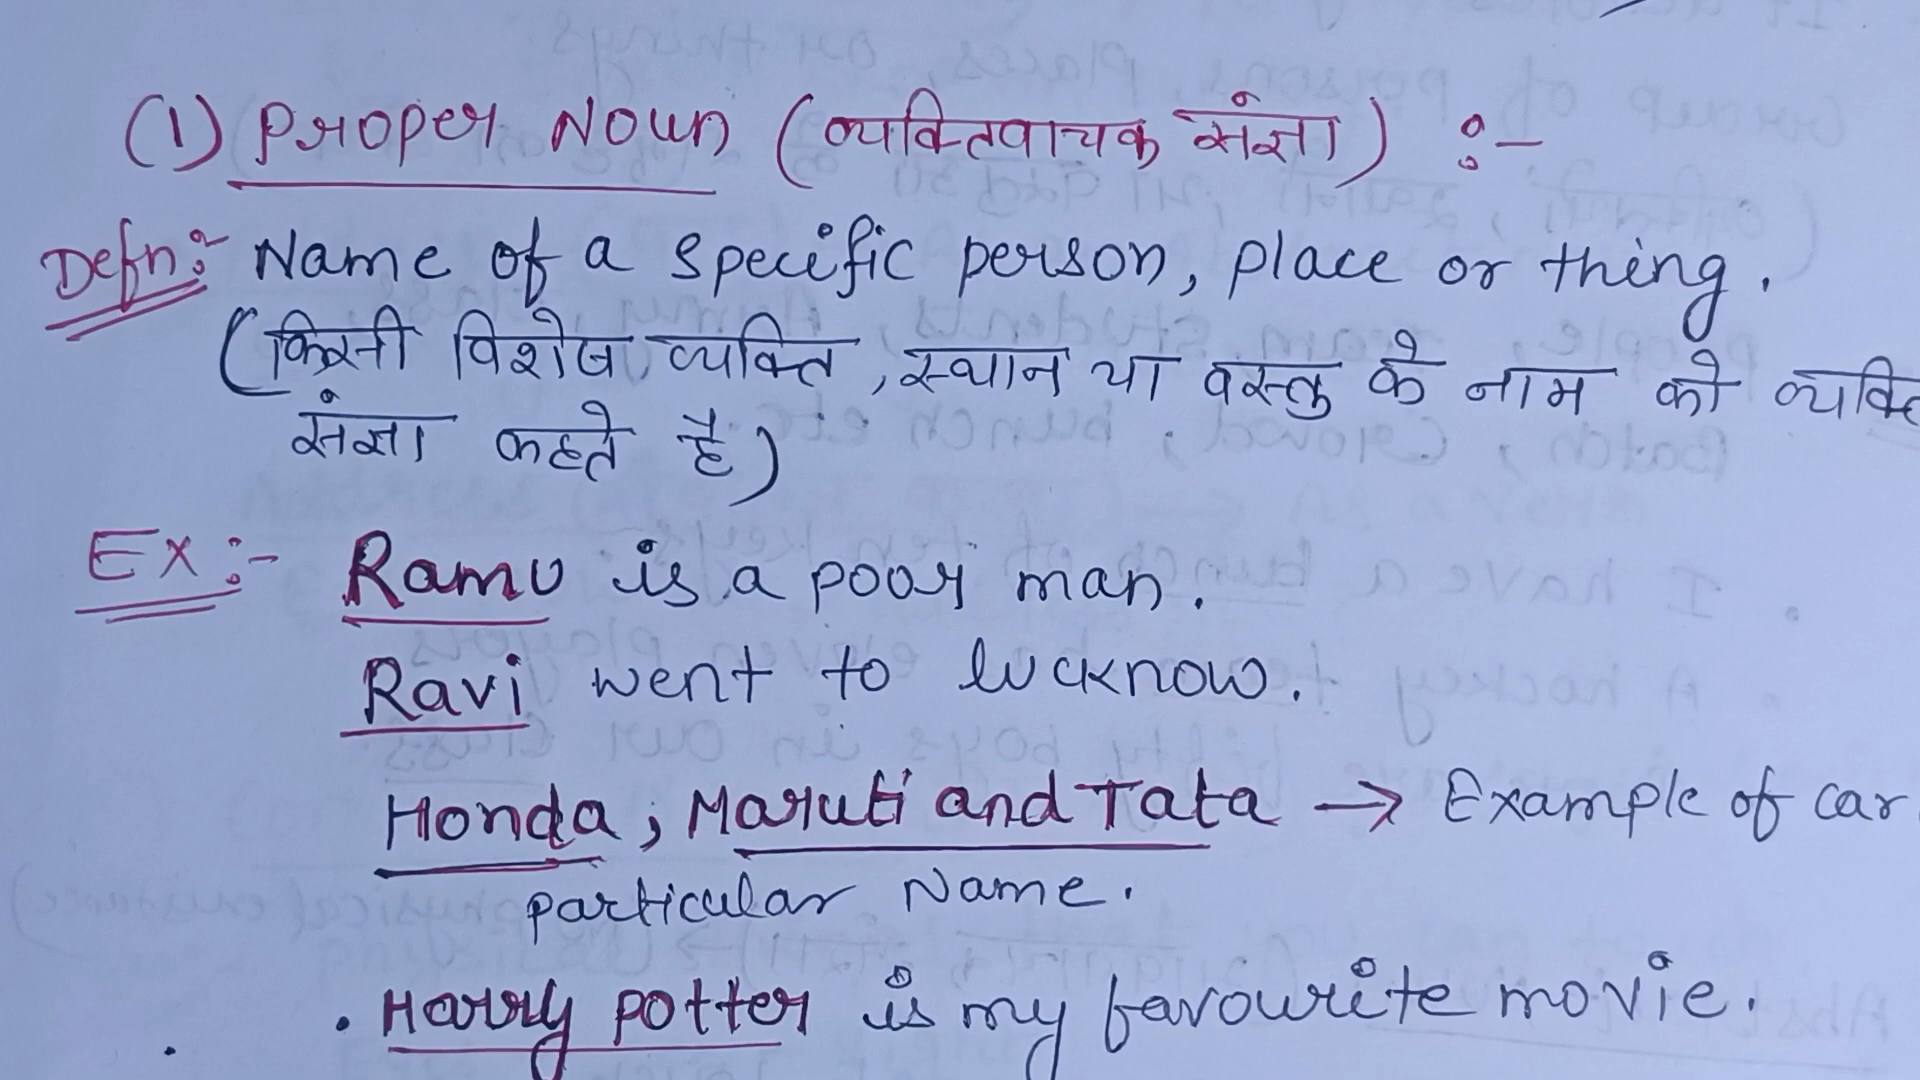 (1) Proper Noun (व्यक्तिवाचक संज्ञा) :-
Defn: Name of a specific person, place or thing.
(किसी विशेष व्यक्ति, स्थान या वस्तु के नाम को
संज्ञा कहते है)
Ex:- Ramu is a poor man.
Ravi went to lucknow.
Honda, Maruti and Tata → Example of car
particular Name.
. Harry potter is my favourite movie.